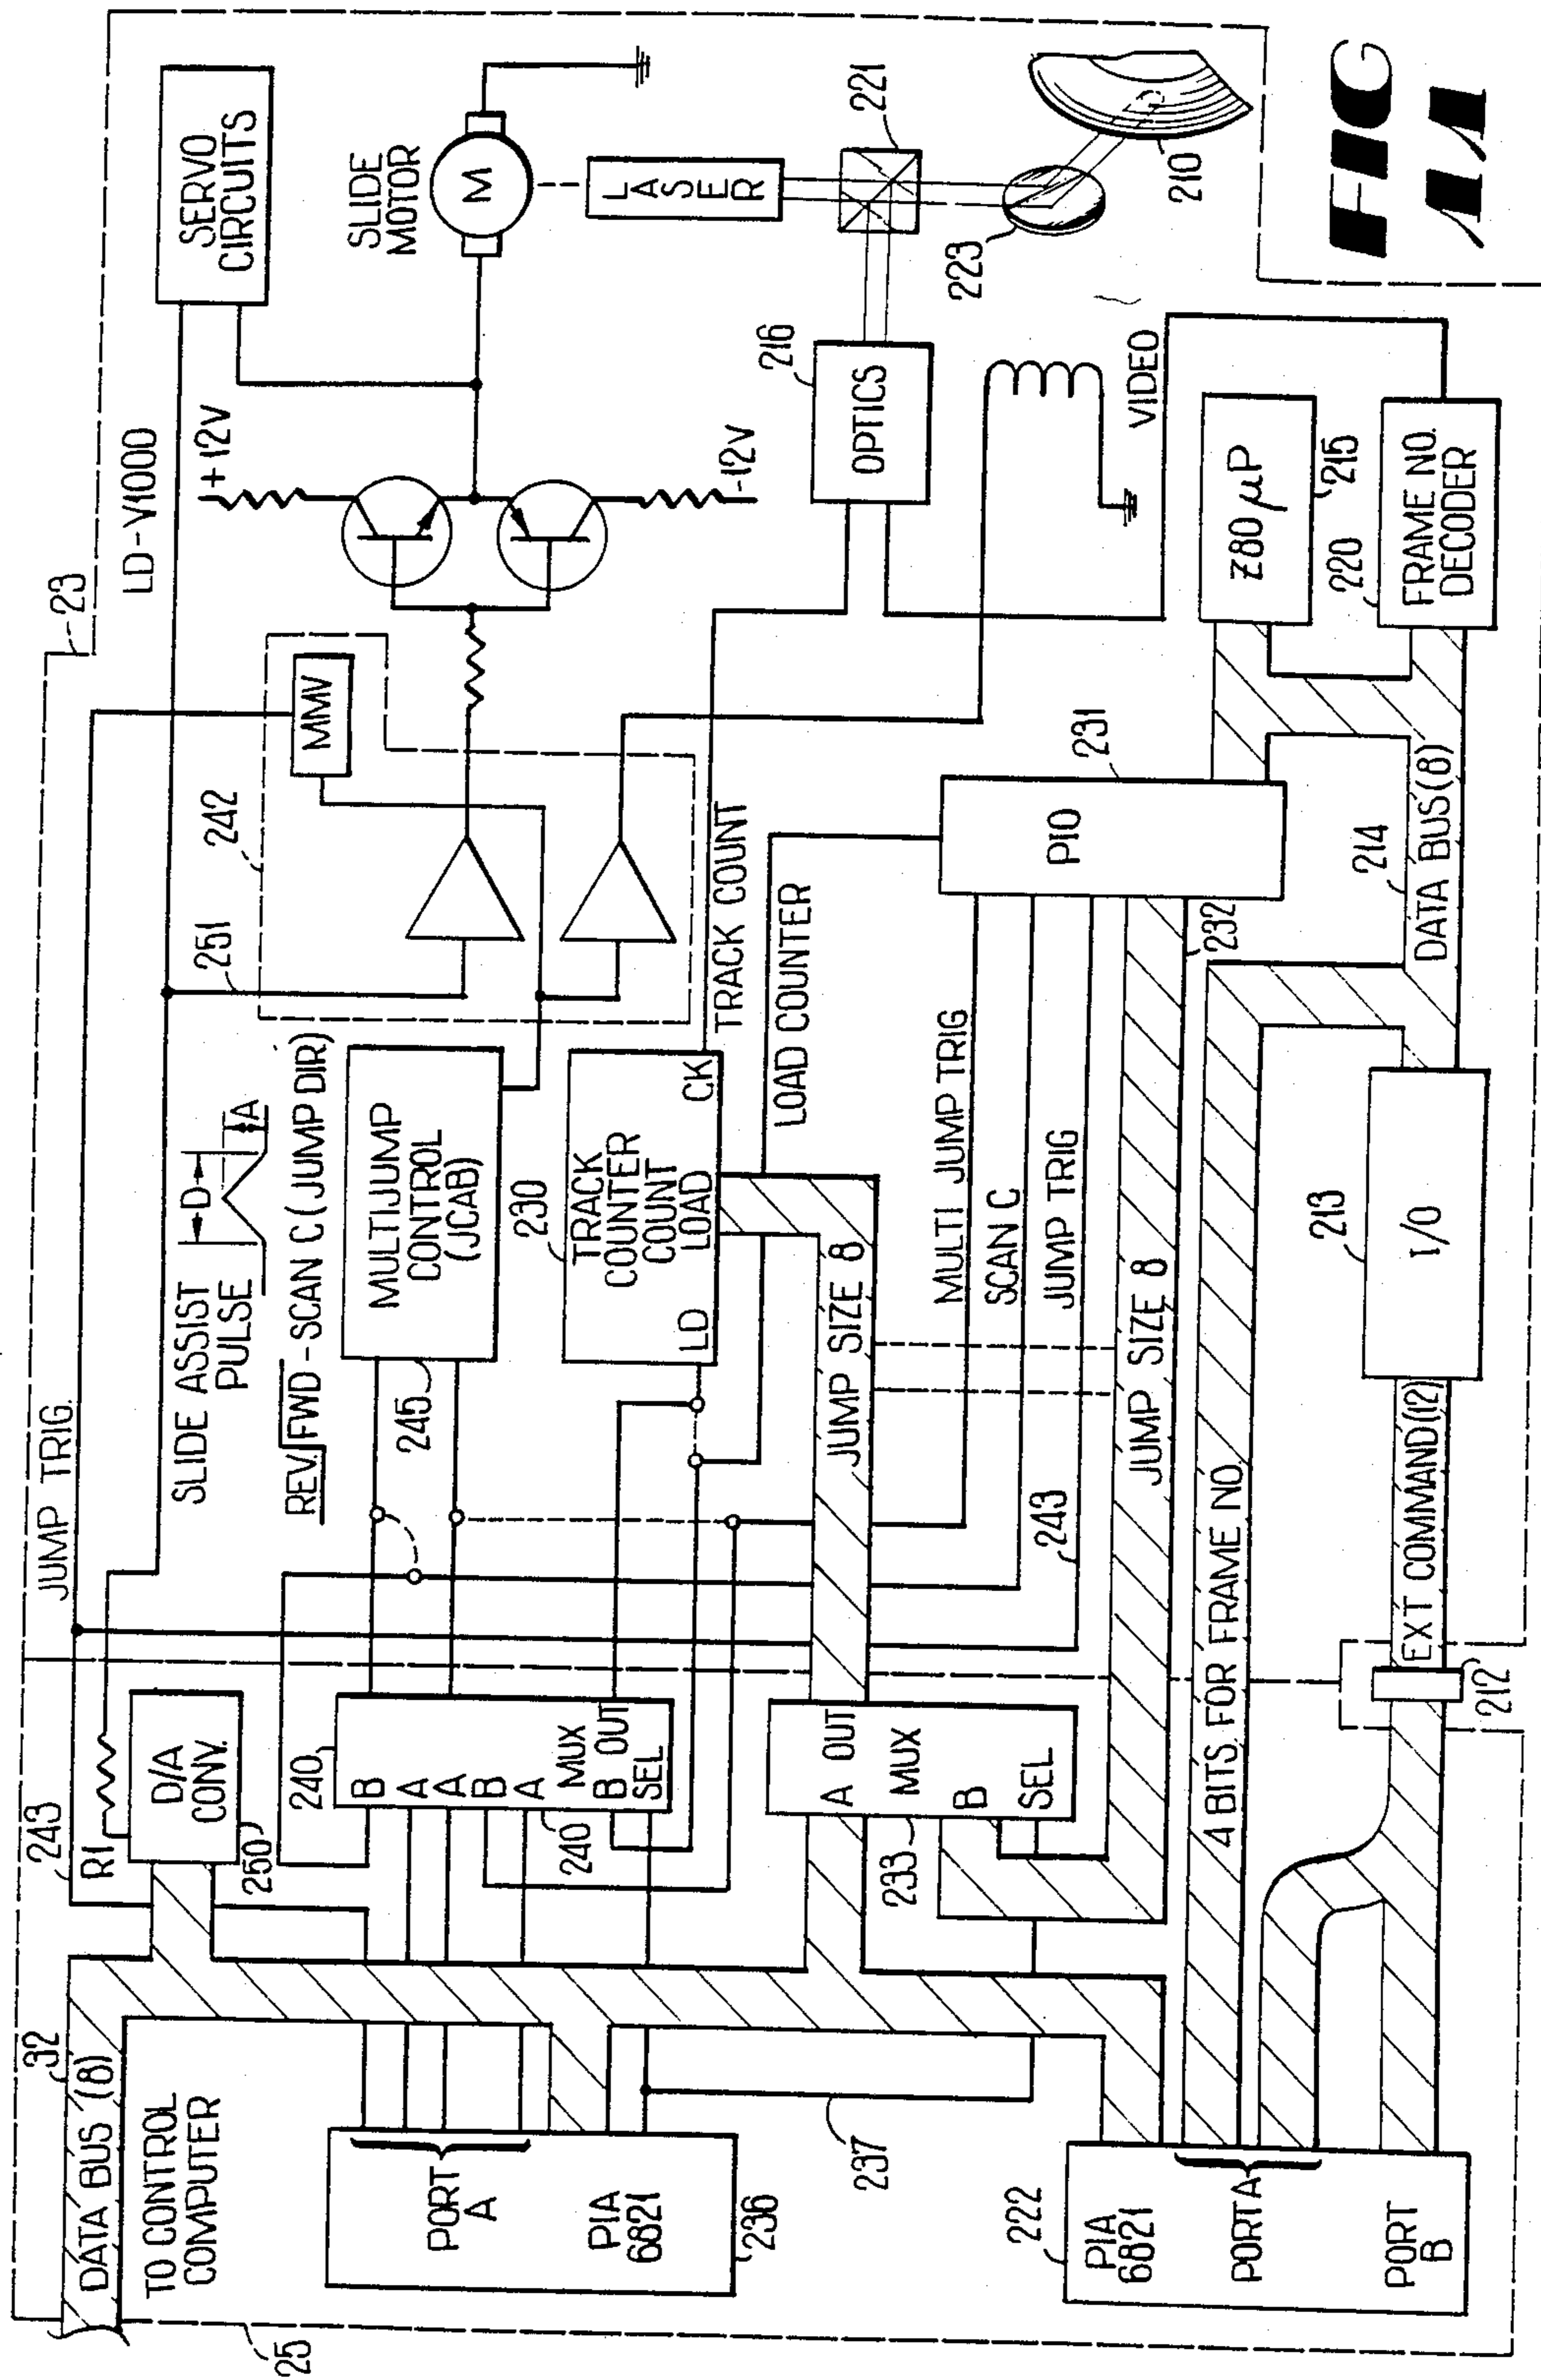 25
DATA BUS (8)
32
TO CONTROL
COMPUTER
243
R1
D/A
CONV.
250
JUMP TRIG.
SLIDE ASSIST
PULSE
D
A
REV/FWD-SCAN C (JUMP DIR)
251
242
MMV
23
LD-V1000
+12V
-12V
SERVO
CIRCUITS
SLIDE
MOTOR
M
LASER
221
223
210
216
OPTICS
VIDEO
PORT
A
PIA
6821
236
237
240
B
A
A
B
A
MUX
B OUT
SEL
240
245
MULTIJUMP
CONTROL
(JCAB)
230
TRACK
COUNTER
COUNT
LD LOAD CK
TRACK COUNT
LOAD COUNTER
A OUT
MUX
B
SEL
233
JUMP SIZE 8
MULTI JUMP TRIG
SCAN C
JUMP TRIG
243
JUMP SIZE 8
232
PIO
231
4 BITS FOR FRAME NO.
222
PIA
6821
PORT A
PORT
B
212
EXT COMMAND (12)
213
I/O
214
DATA BUS (8)
Z80 µP
215
220
FRAME NO.
DECODER
FIG
1A